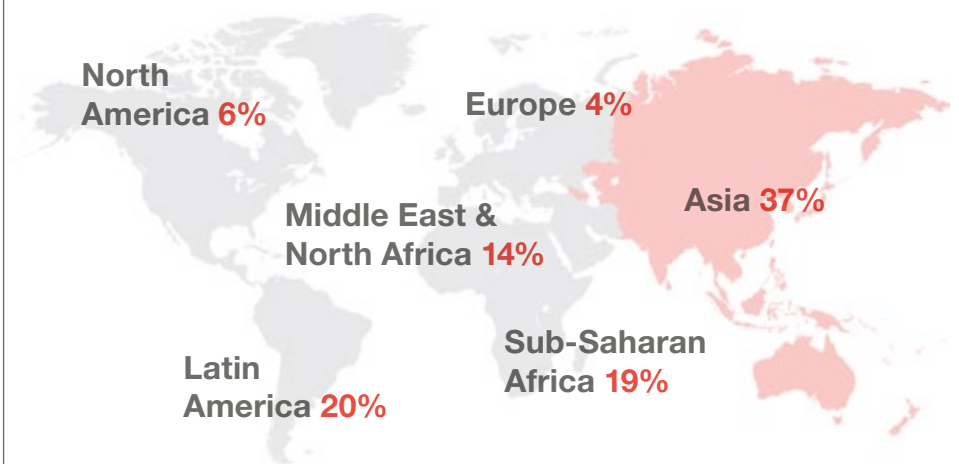 North
America 6%
Europe 4%
Asia 37%
Middle East &
North Africa 14%
Sub-Saharan
Africa 19%
Latin
America 20%